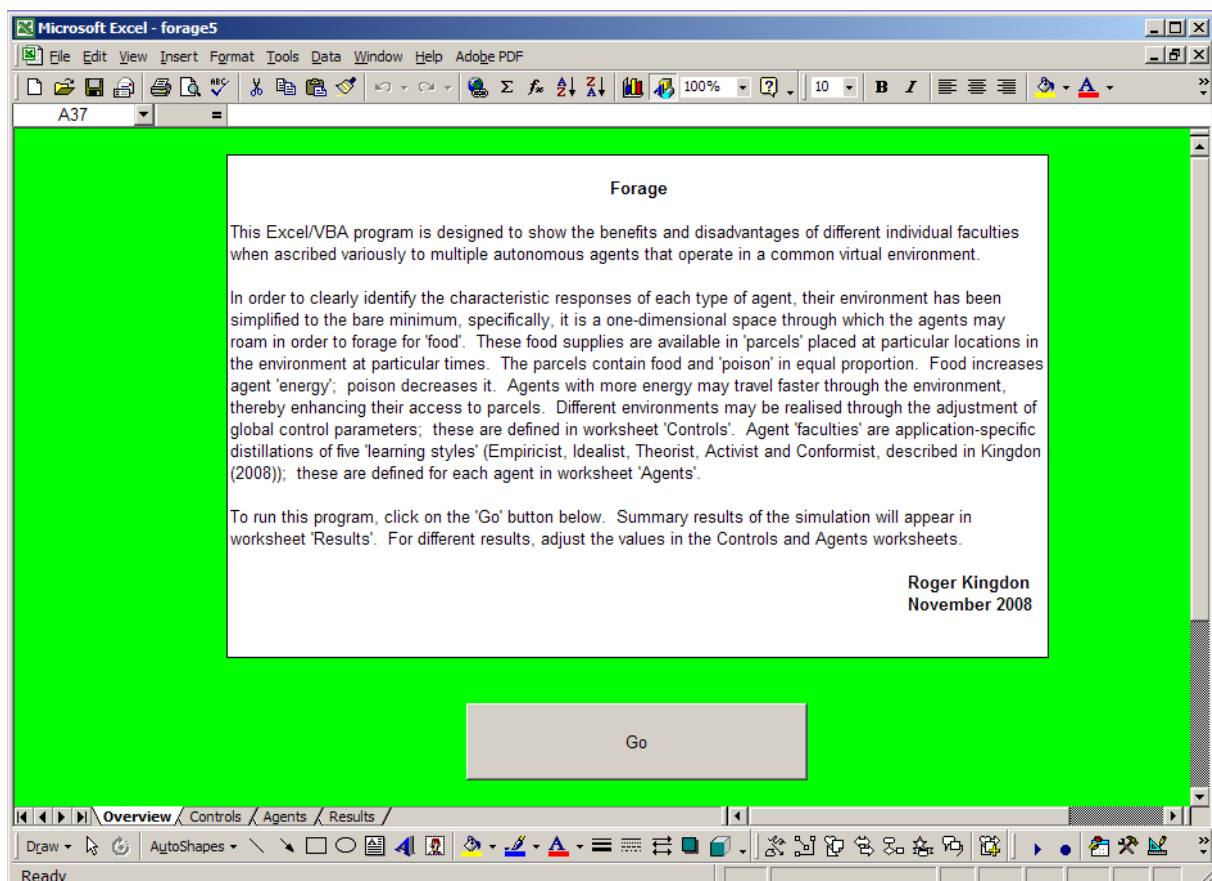 Microsoft Excel - forage5
File Edit View Insert Format Tools Data Window Help Adobe PDF
100% 10 B I A
A37 =
Forage
This Excel/VBA program is designed to show the benefits and disadvantages of different individual faculties
when ascribed variously to multiple autonomous agents that operate in a common virtual environment.
In order to clearly identify the characteristic responses of each type of agent, their environment has been
simplified to the bare minimum, specifically, it is a one-dimensional space through which the agents may
roam in order to forage for 'food'.  These food supplies are available in 'parcels' placed at particular locations in
the environment at particular times.  The parcels contain food and 'poison' in equal proportion.  Food increases
agent 'energy';  poison decreases it.  Agents with more energy may travel faster through the environment,
thereby enhancing their access to parcels.  Different environments may be realised through the adjustment of
global control parameters;  these are defined in worksheet 'Controls'.  Agent 'faculties' are application-specific
distillations of five 'learning styles' (Empiricist, Idealist, Theorist, Activist and Conformist, described in Kingdon
(2008));  these are defined for each agent in worksheet 'Agents'.
To run this program, click on the 'Go' button below.  Summary results of the simulation will appear in
worksheet 'Results'.  For different results, adjust the values in the Controls and Agents worksheets.
Roger Kingdon
November 2008
Go
Overview Controls Agents Results
Draw AutoShapes A
Ready